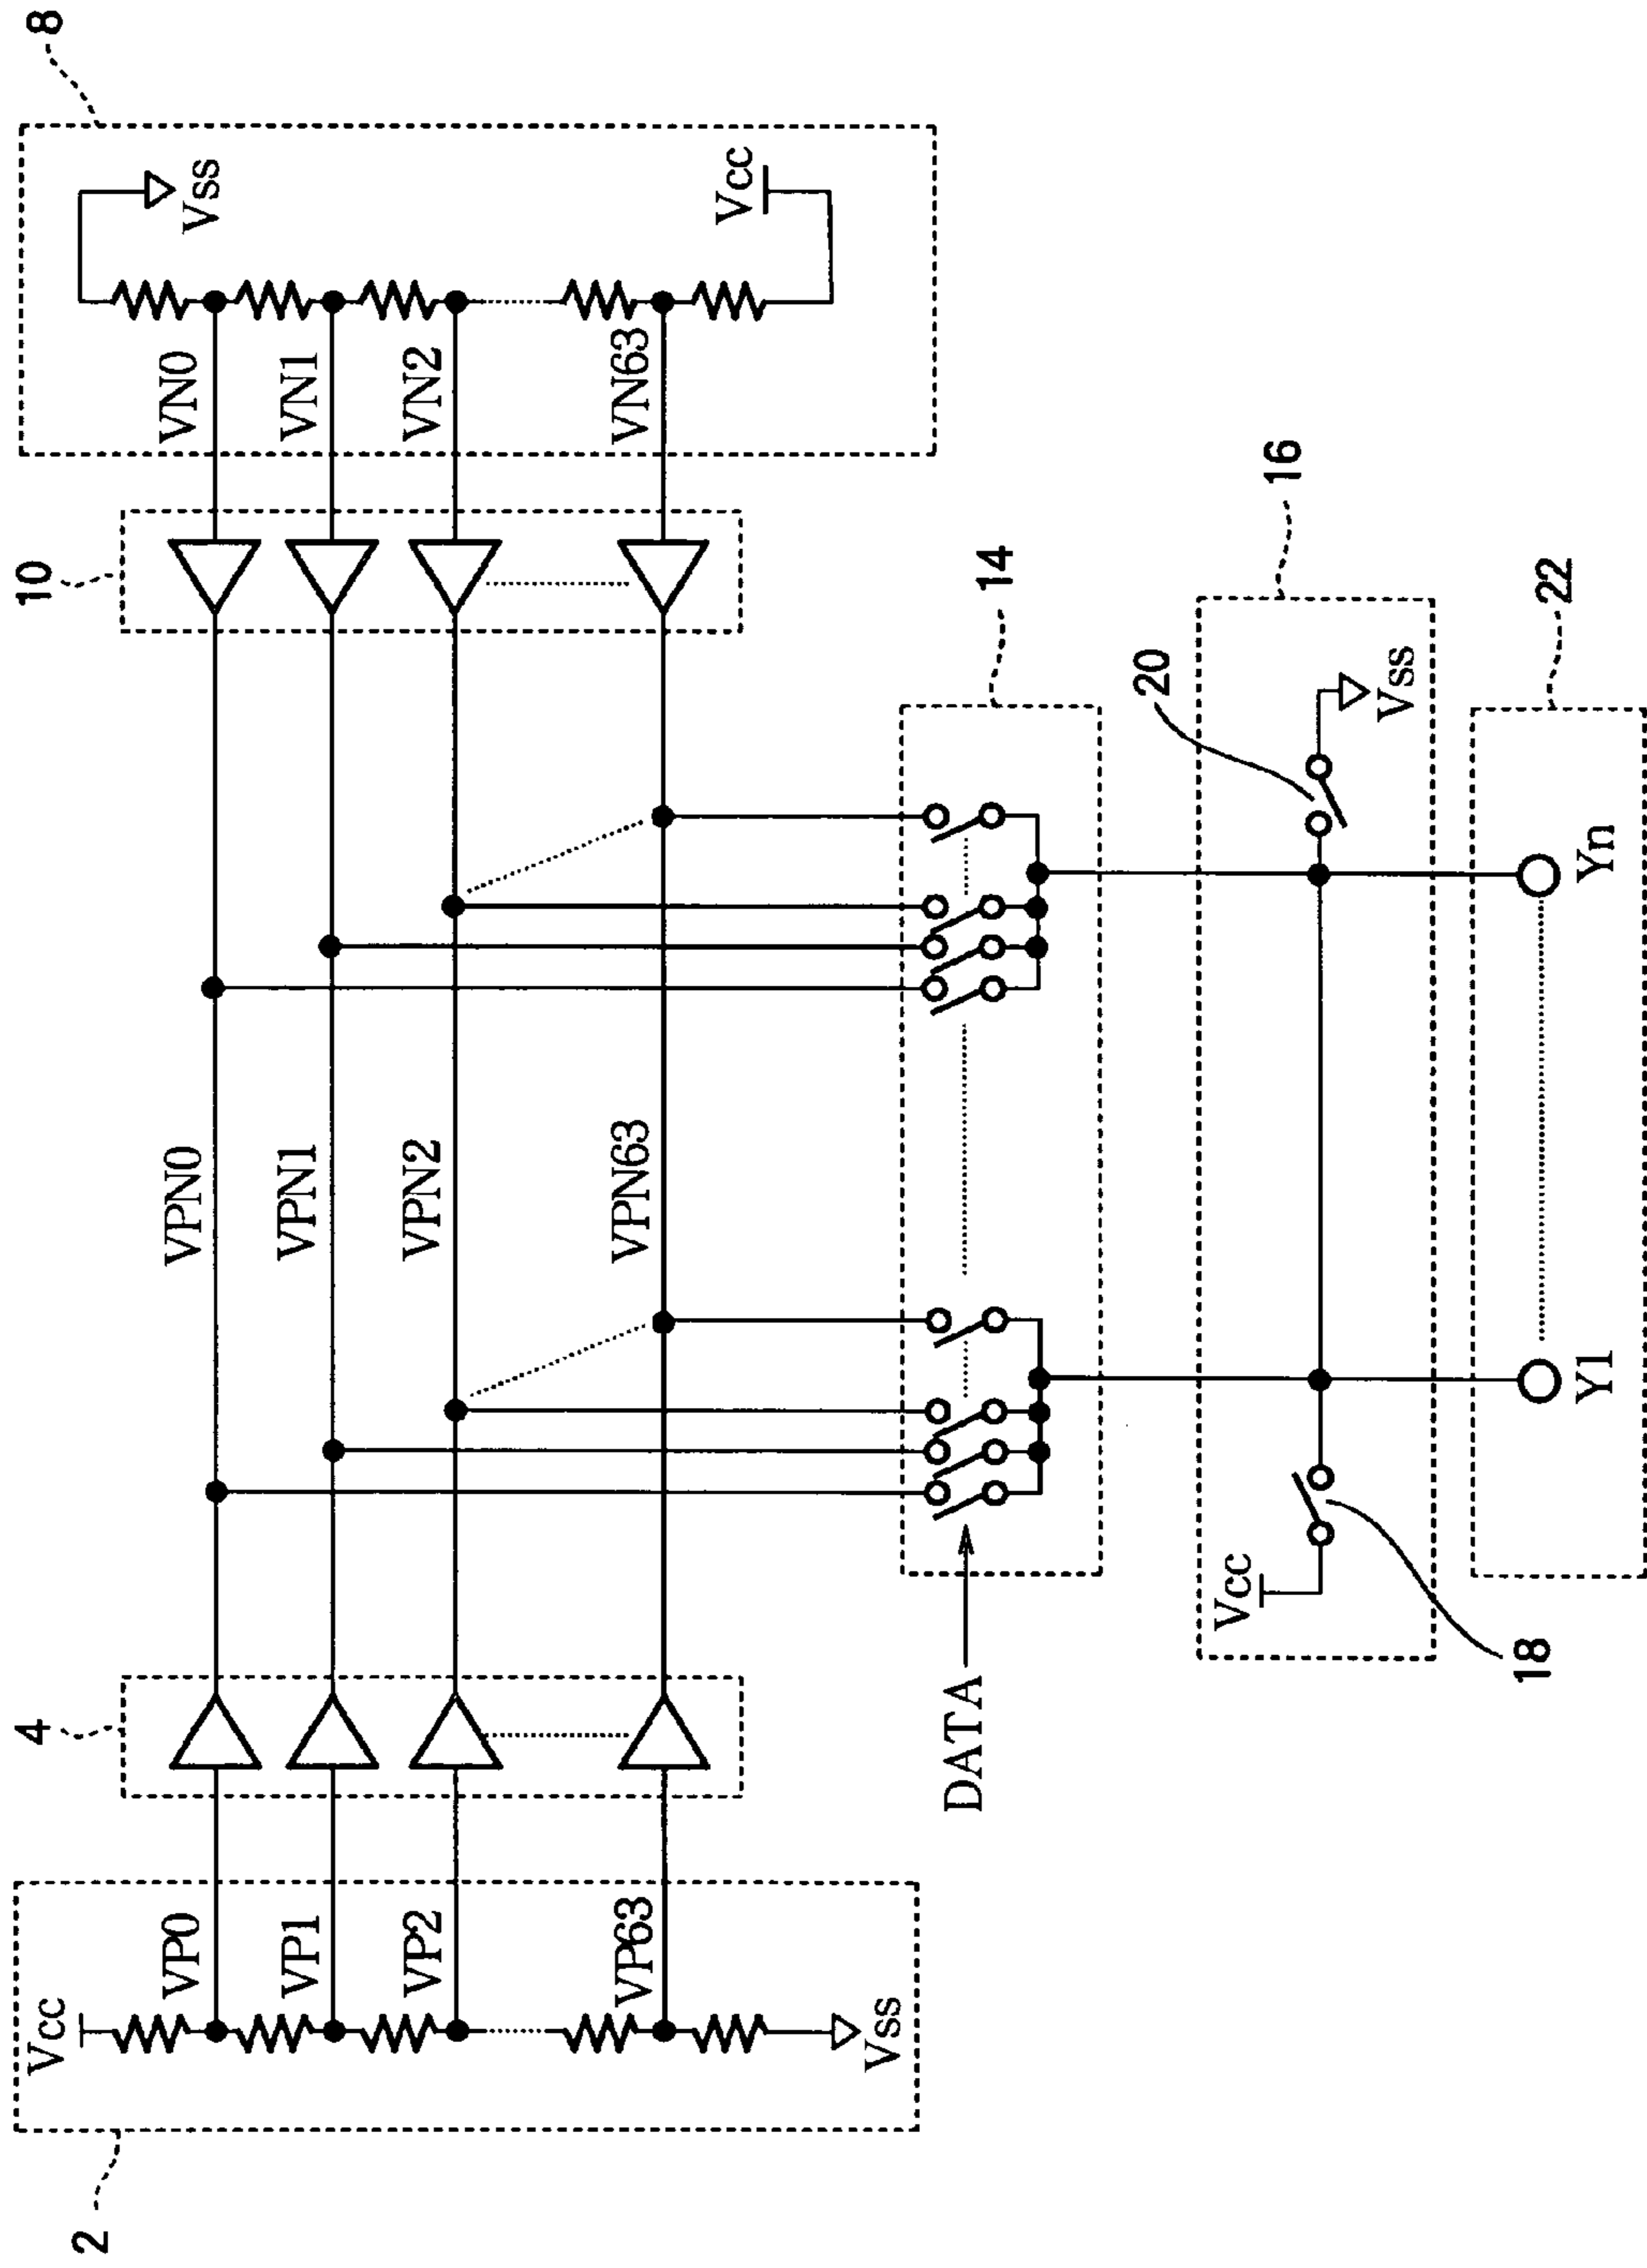 2
4
10
8
Vcc
VP0
VP1
VP2
VP63
Vss
VPN0
VPN1
VPN2
VPN63
VN0
VN1
VN2
VN63
Vss
Vcc
DATA
14
Vcc
18
20
Vss
16
Y1
Yn
22